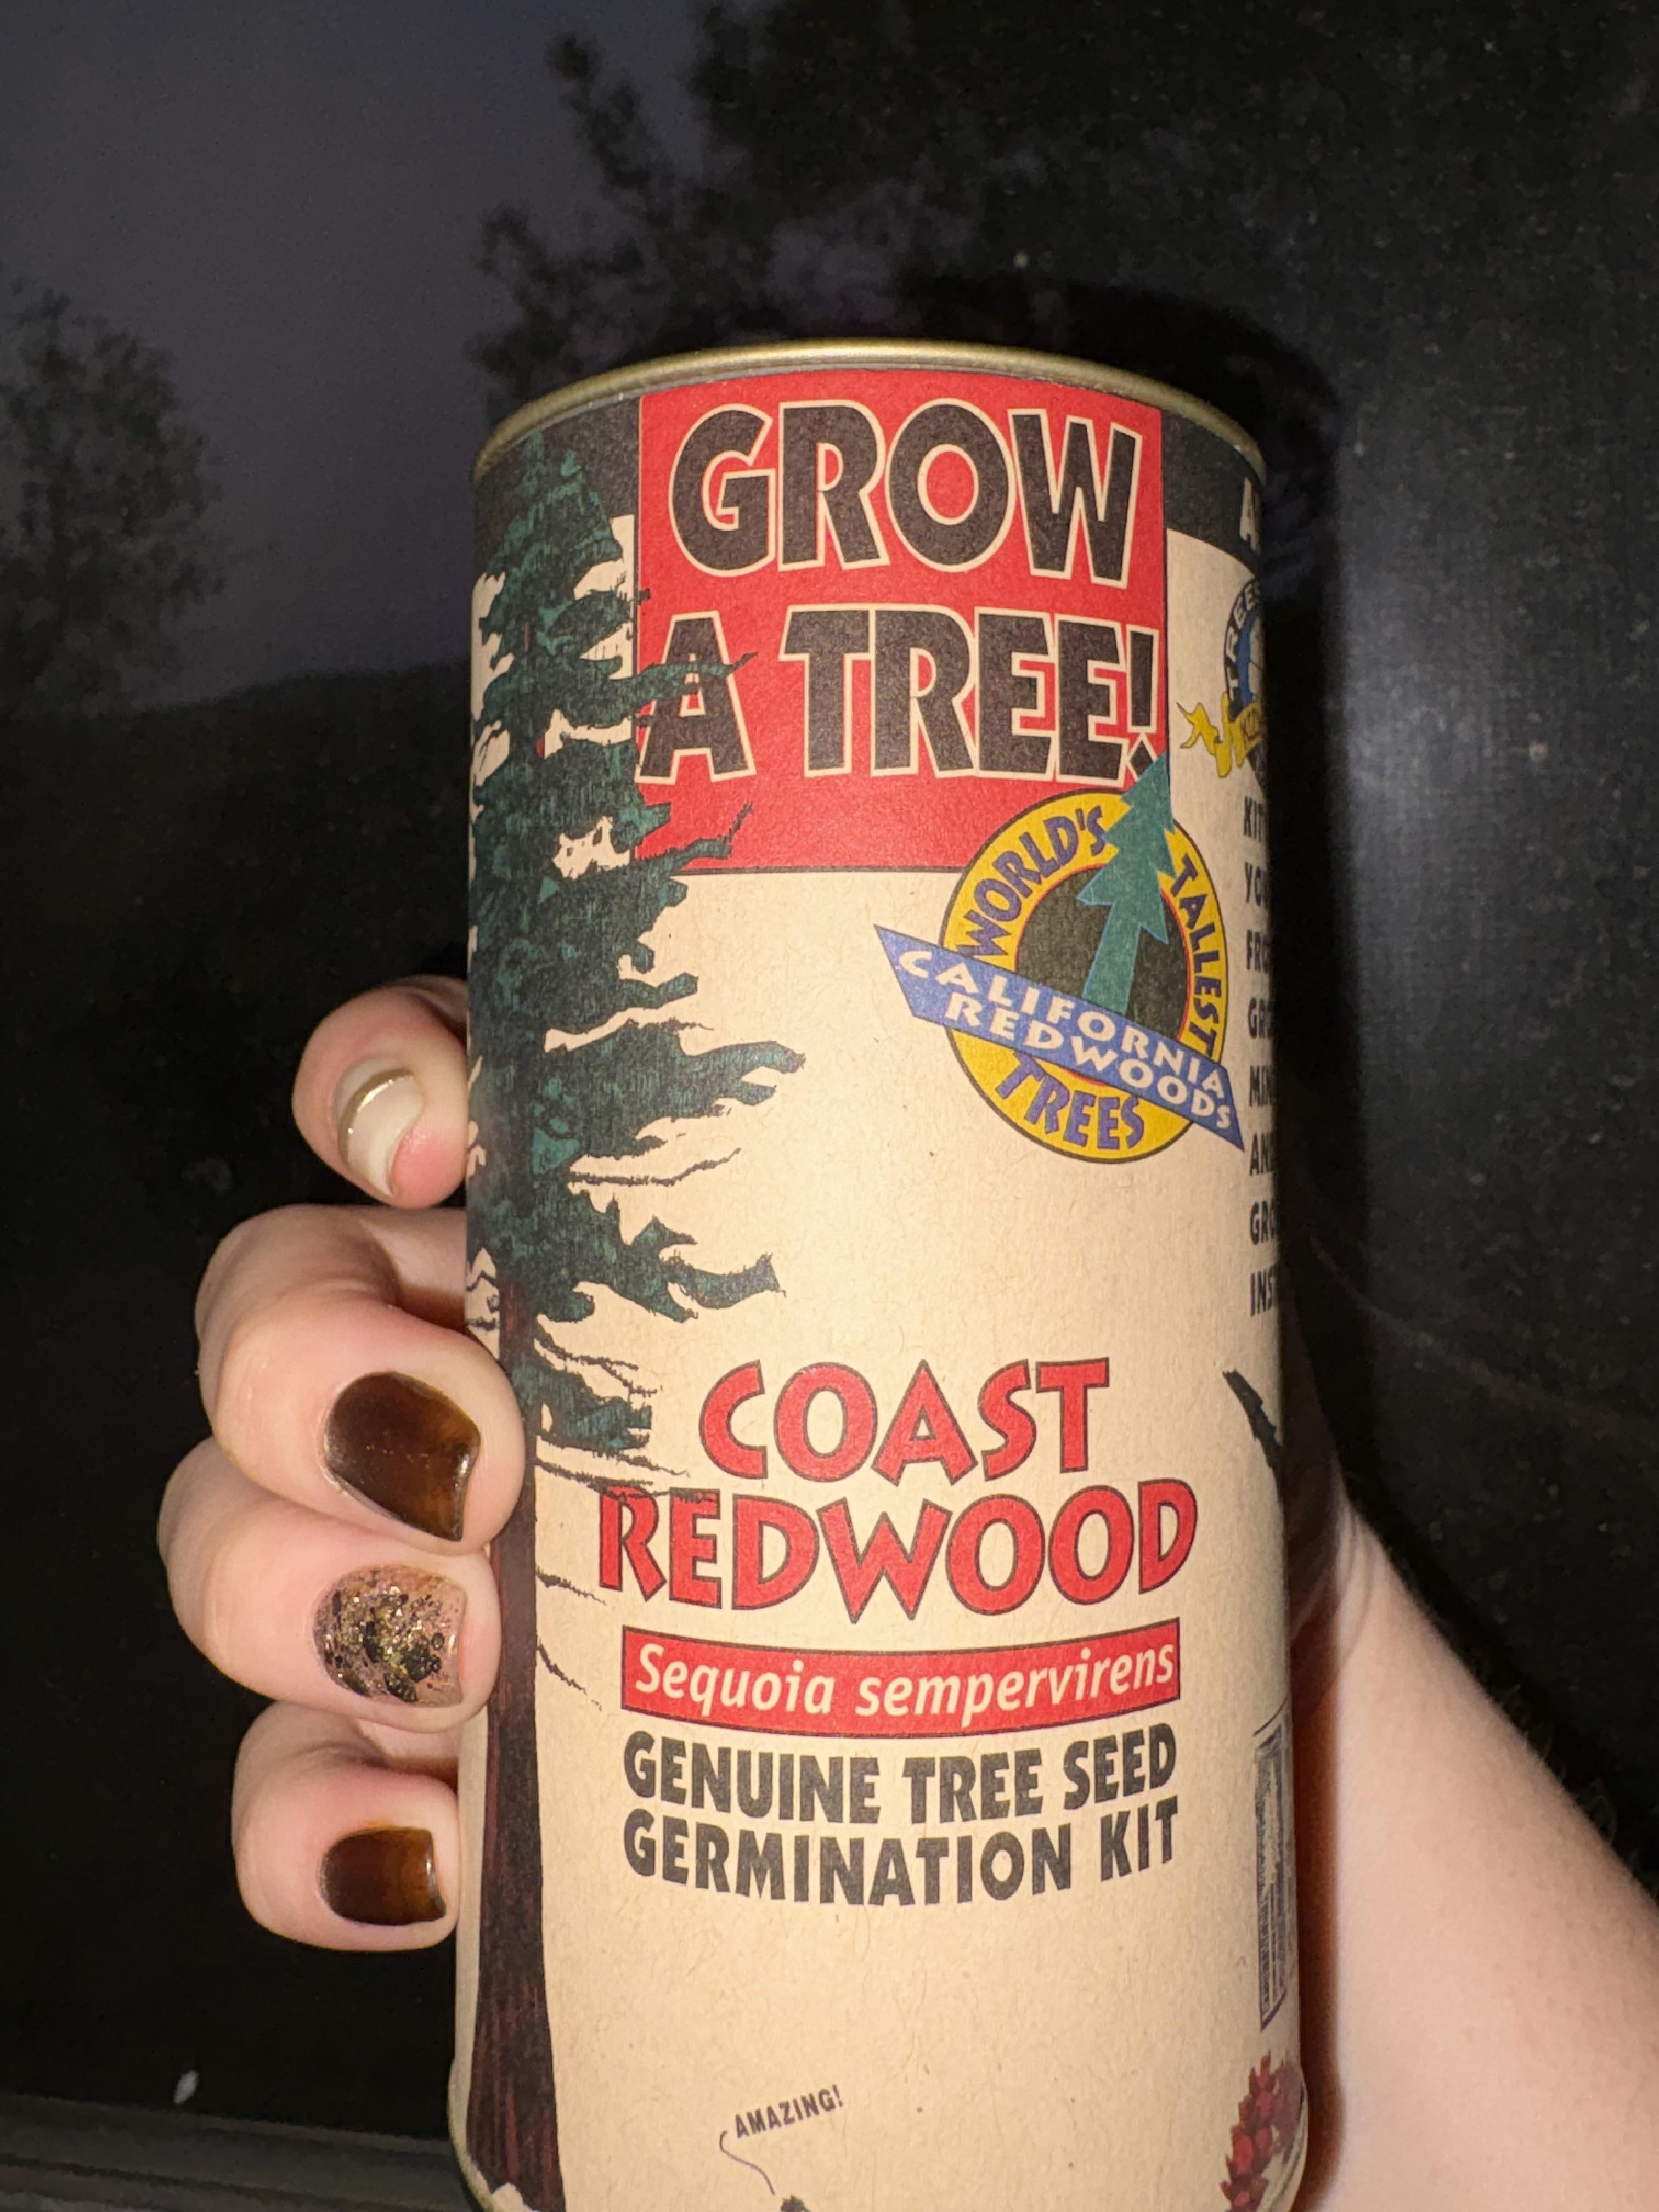 GROW
A TREE!
WORLD'S
TALLEST
TREES
CALIFORNIA
REDWOODS
COAST
REDWOOD
Sequoia sempervirens
GENUINE TREE SEED
GERMINATION KIT
AMAZING!